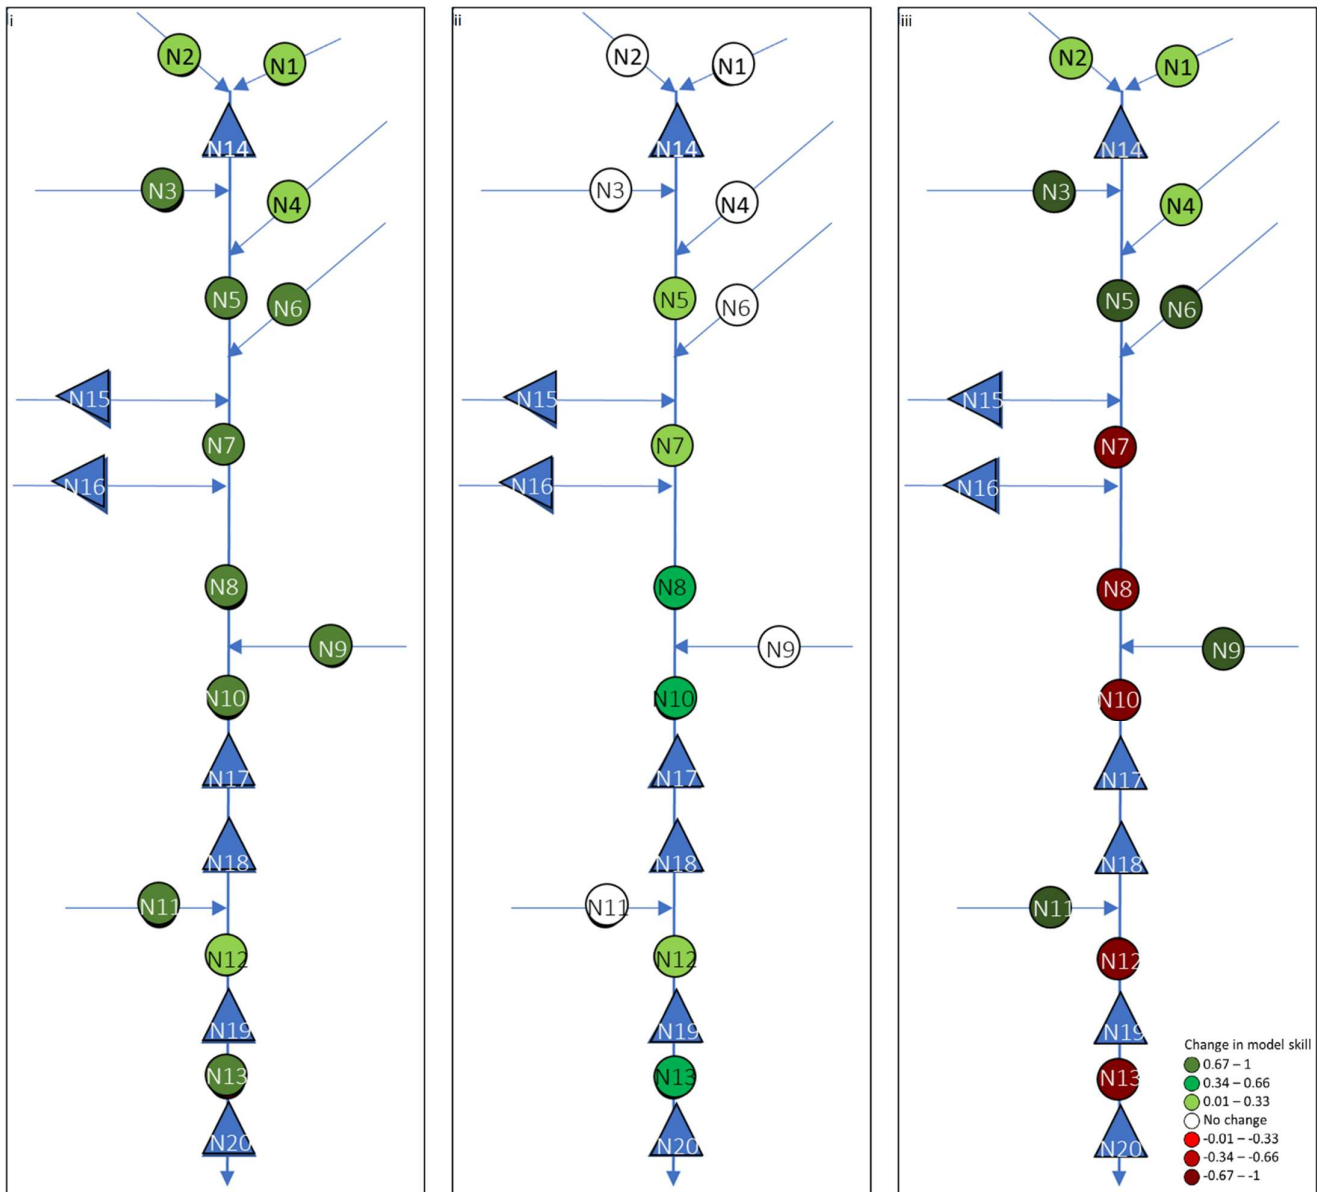 i
N2
N1
N14
N3
N4
N5
N6
N15
N7
N16
N8
N9
N10
N17
N18
N11
N12
N19
N13
N20
ii
N2
N1
N14
N3
N4
N5
N6
N15
N7
N16
N8
N9
N10
N17
N18
N11
N12
N19
N13
N20
iii
N2
N1
N14
N3
N4
N5
N6
N15
N7
N16
N8
N9
N10
N17
N18
N11
N12
N19
N13
N20
Change in model skill
0.67 – 1
0.34 – 0.66
0.01 – 0.33
No change
-0.01 – -0.33
-0.34 – -0.66
-0.67 – -1